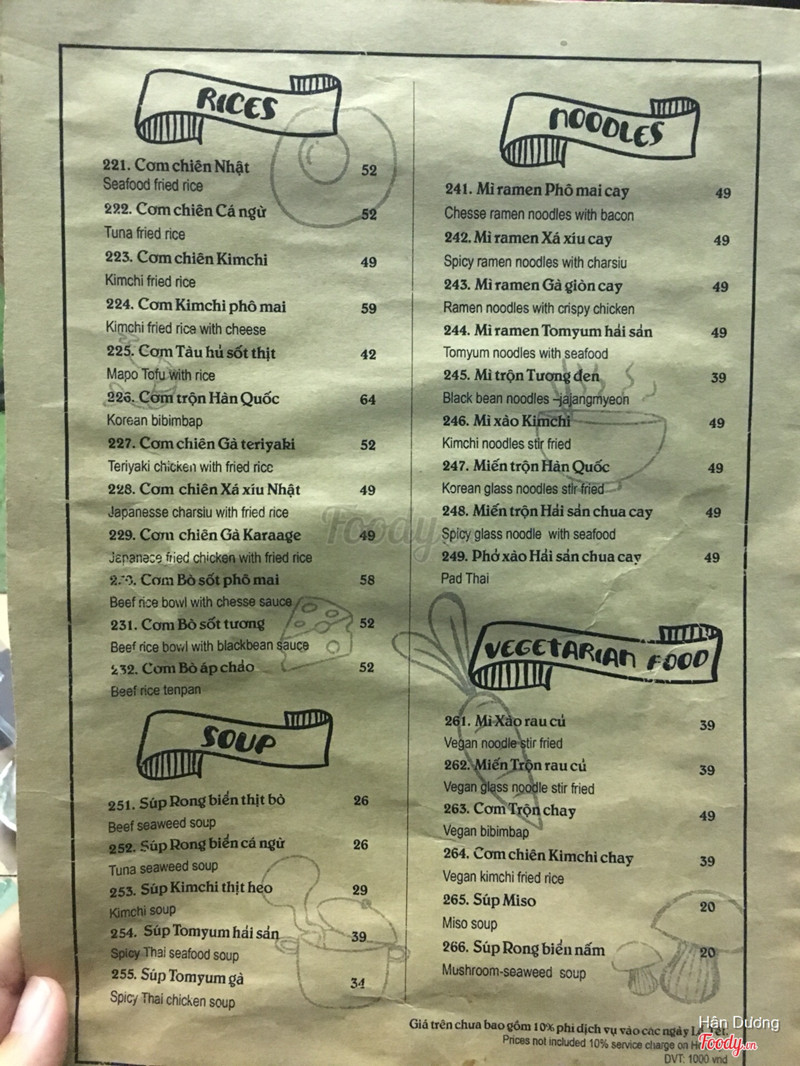 RICES
221. Cơm chiên Nhật 52
Seafood fried rice
222. Cơm chiên Cá ngừ 52
Tuna fried rice
223. Cơm chiên Kimchi 49
Kimchi fried rice
224. Cơm Kimchi phô mai 59
Kimchi fried rice with cheese
225. Cơm Tàu hủ sốt thịt 42
Mapo Tofu with rice
226. Cơm trộn Hàn Quốc 64
Korean bibimbap
227. Cơm chiên Gà teriyaki 52
Teriyaki chicken with fried rice
228. Cơm chiên Xá xíu Nhật 49
Japanesse charsiu with fried rice
229. Cơm chiên Gà Karaage 49
Japanace fried chicken with fried rice
230. Cơm Bò sốt phô mai 58
Beef rice bowl with chesse sauce
231. Cơm Bò sốt tương 52
Beef rice bowl with blackbean sauce
232. Cơm Bò áp chảo 52
Beef rice tenpan
SOUP
251. Súp Rong biển thịt bò 26
Beef seaweed soup
252. Súp Rong biển cá ngừ 26
Tuna seaweed soup
253. Súp Kimchi thịt heo 29
Kimchi soup
254. Súp Tomyum hải sản 39
Spicy Thai seafood soup
255. Súp Tomyum gà 34
Spicy Thai chicken soup
NOODLES
241. Mì ramen Phô mai cay 49
Chesse ramen noodles with bacon
242. Mì ramen Xá xíu cay 49
Spicy ramen noodles with charsiu
243. Mì ramen Gà giòn cay 49
Ramen noodles with crispy chicken
244. Mì ramen Tomyum hải sản 49
Tomyum noodles with seafood
245. Mì trộn Tương đen 39
Black bean noodles –jajangmyeon
246. Mì xào Kimchi 49
Kimchi noodles stir fried
247. Miến trộn Hàn Quốc 49
Korean glass noodles stir fried
248. Miến trộn Hải sản chua cay 49
Spicy glass noodle with seafood
249. Phở xào Hải sản chua cay 49
Pad Thai
VEGETARIAN FOOD
261. Mì Xào rau củ 39
Vegan noodle stir fried
262. Miến Trộn rau củ 39
Vegan glass noodle stir fried
263. Cơm Trộn chay 49
Vegan bibimbap
264. Cơm chiên Kimchi chay 39
Vegan kimchi fried rice
265. Súp Miso 20
Miso soup
266. Súp Rong biển nấm 20
Mushroom-seaweed soup
Giá trên chưa bao gồm 10% phí dịch vụ vào các ngày Lễ Tết.
Prices not included 10% service charge on
ĐVT: 1000 vnd
Foody
Hân Dương
Foody.vn